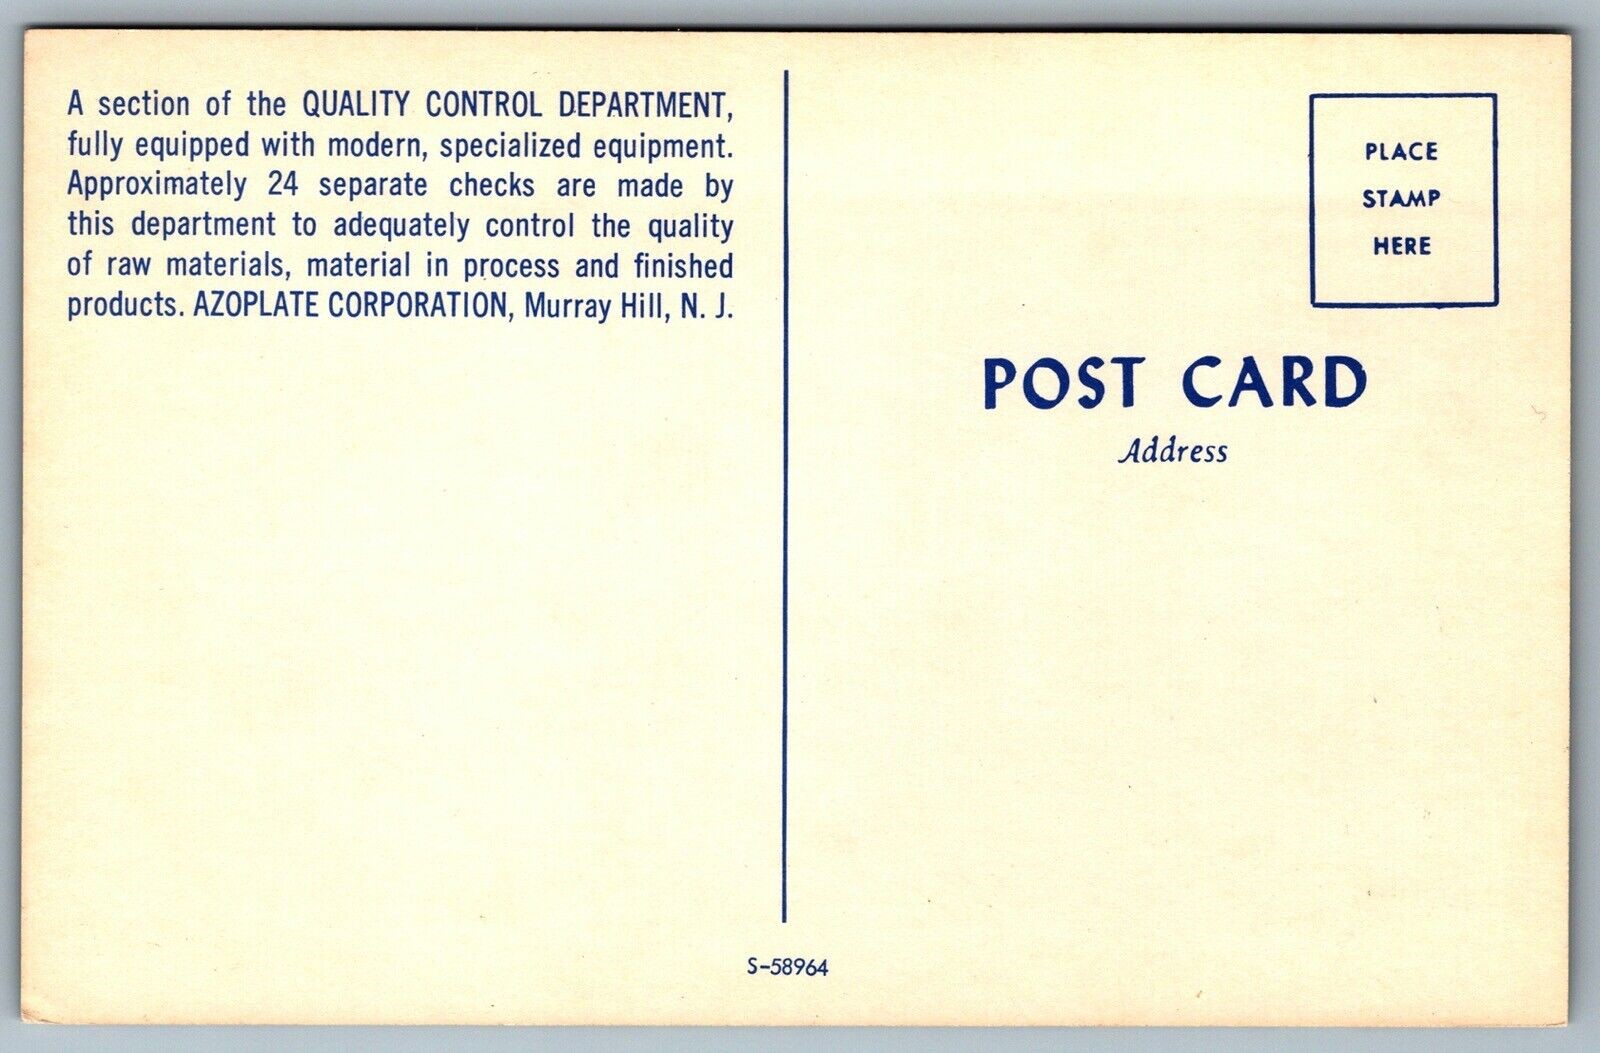 A section of the QUALITY CONTROL DEPARTMENT,
fully equipped with modern, specialized equipment.
Approximately 24 separate checks are made by
this department to adequately control the quality
of raw materials, material in process and finished
products. AZOPLATE CORPORATION, Murray Hill, N. J.
PLACE
STAMP
HERE
POST CARD
Address
S-58964